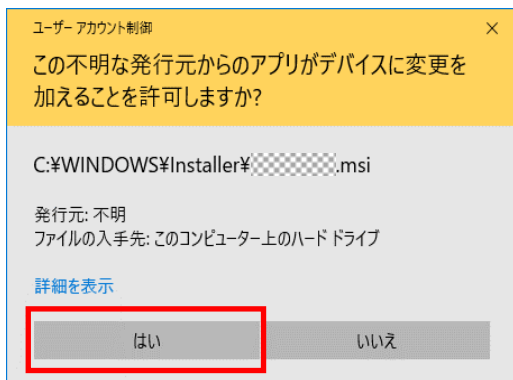 ユーザー アカウント制御
この不明な発行元からのアプリがデバイスに変更を
加えることを許可しますか?
C:¥WINDOWS¥Installer¥ .msi
発行元: 不明
ファイルの入手先: このコンピューター上のハード ドライブ
詳細を表示
はい
いいえ